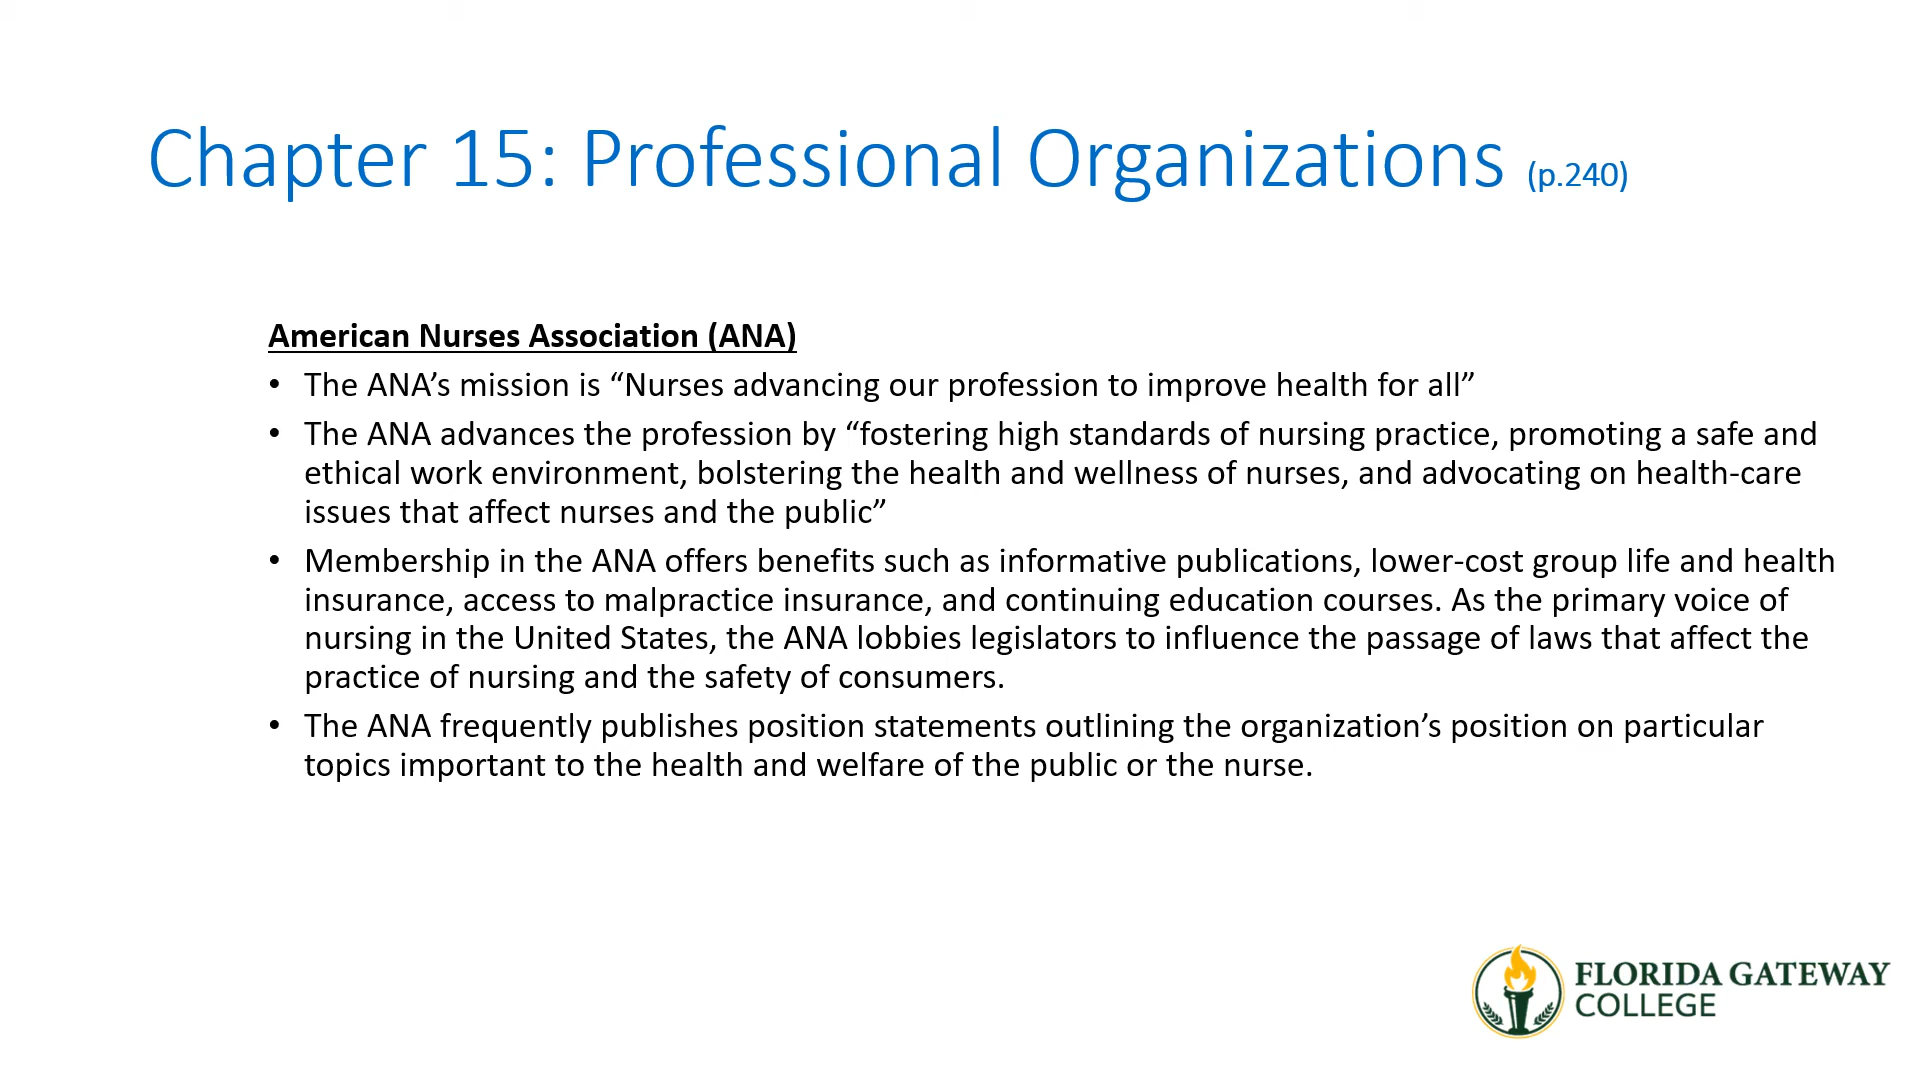 Chapter 15: Professional Organizations (p.240)
American Nurses Association (ANA)
• The ANA’s mission is “Nurses advancing our profession to improve health for all”
• The ANA advances the profession by “fostering high standards of nursing practice, promoting a safe and
ethical work environment, bolstering the health and wellness of nurses, and advocating on health-care
issues that affect nurses and the public”
• Membership in the ANA offers benefits such as informative publications, lower-cost group life and health
insurance, access to malpractice insurance, and continuing education courses. As the primary voice of
nursing in the United States, the ANA lobbies legislators to influence the passage of laws that affect the
practice of nursing and the safety of consumers.
• The ANA frequently publishes position statements outlining the organization’s position on particular
topics important to the health and welfare of the public or the nurse.
FLORIDA GATEWAY
COLLEGE